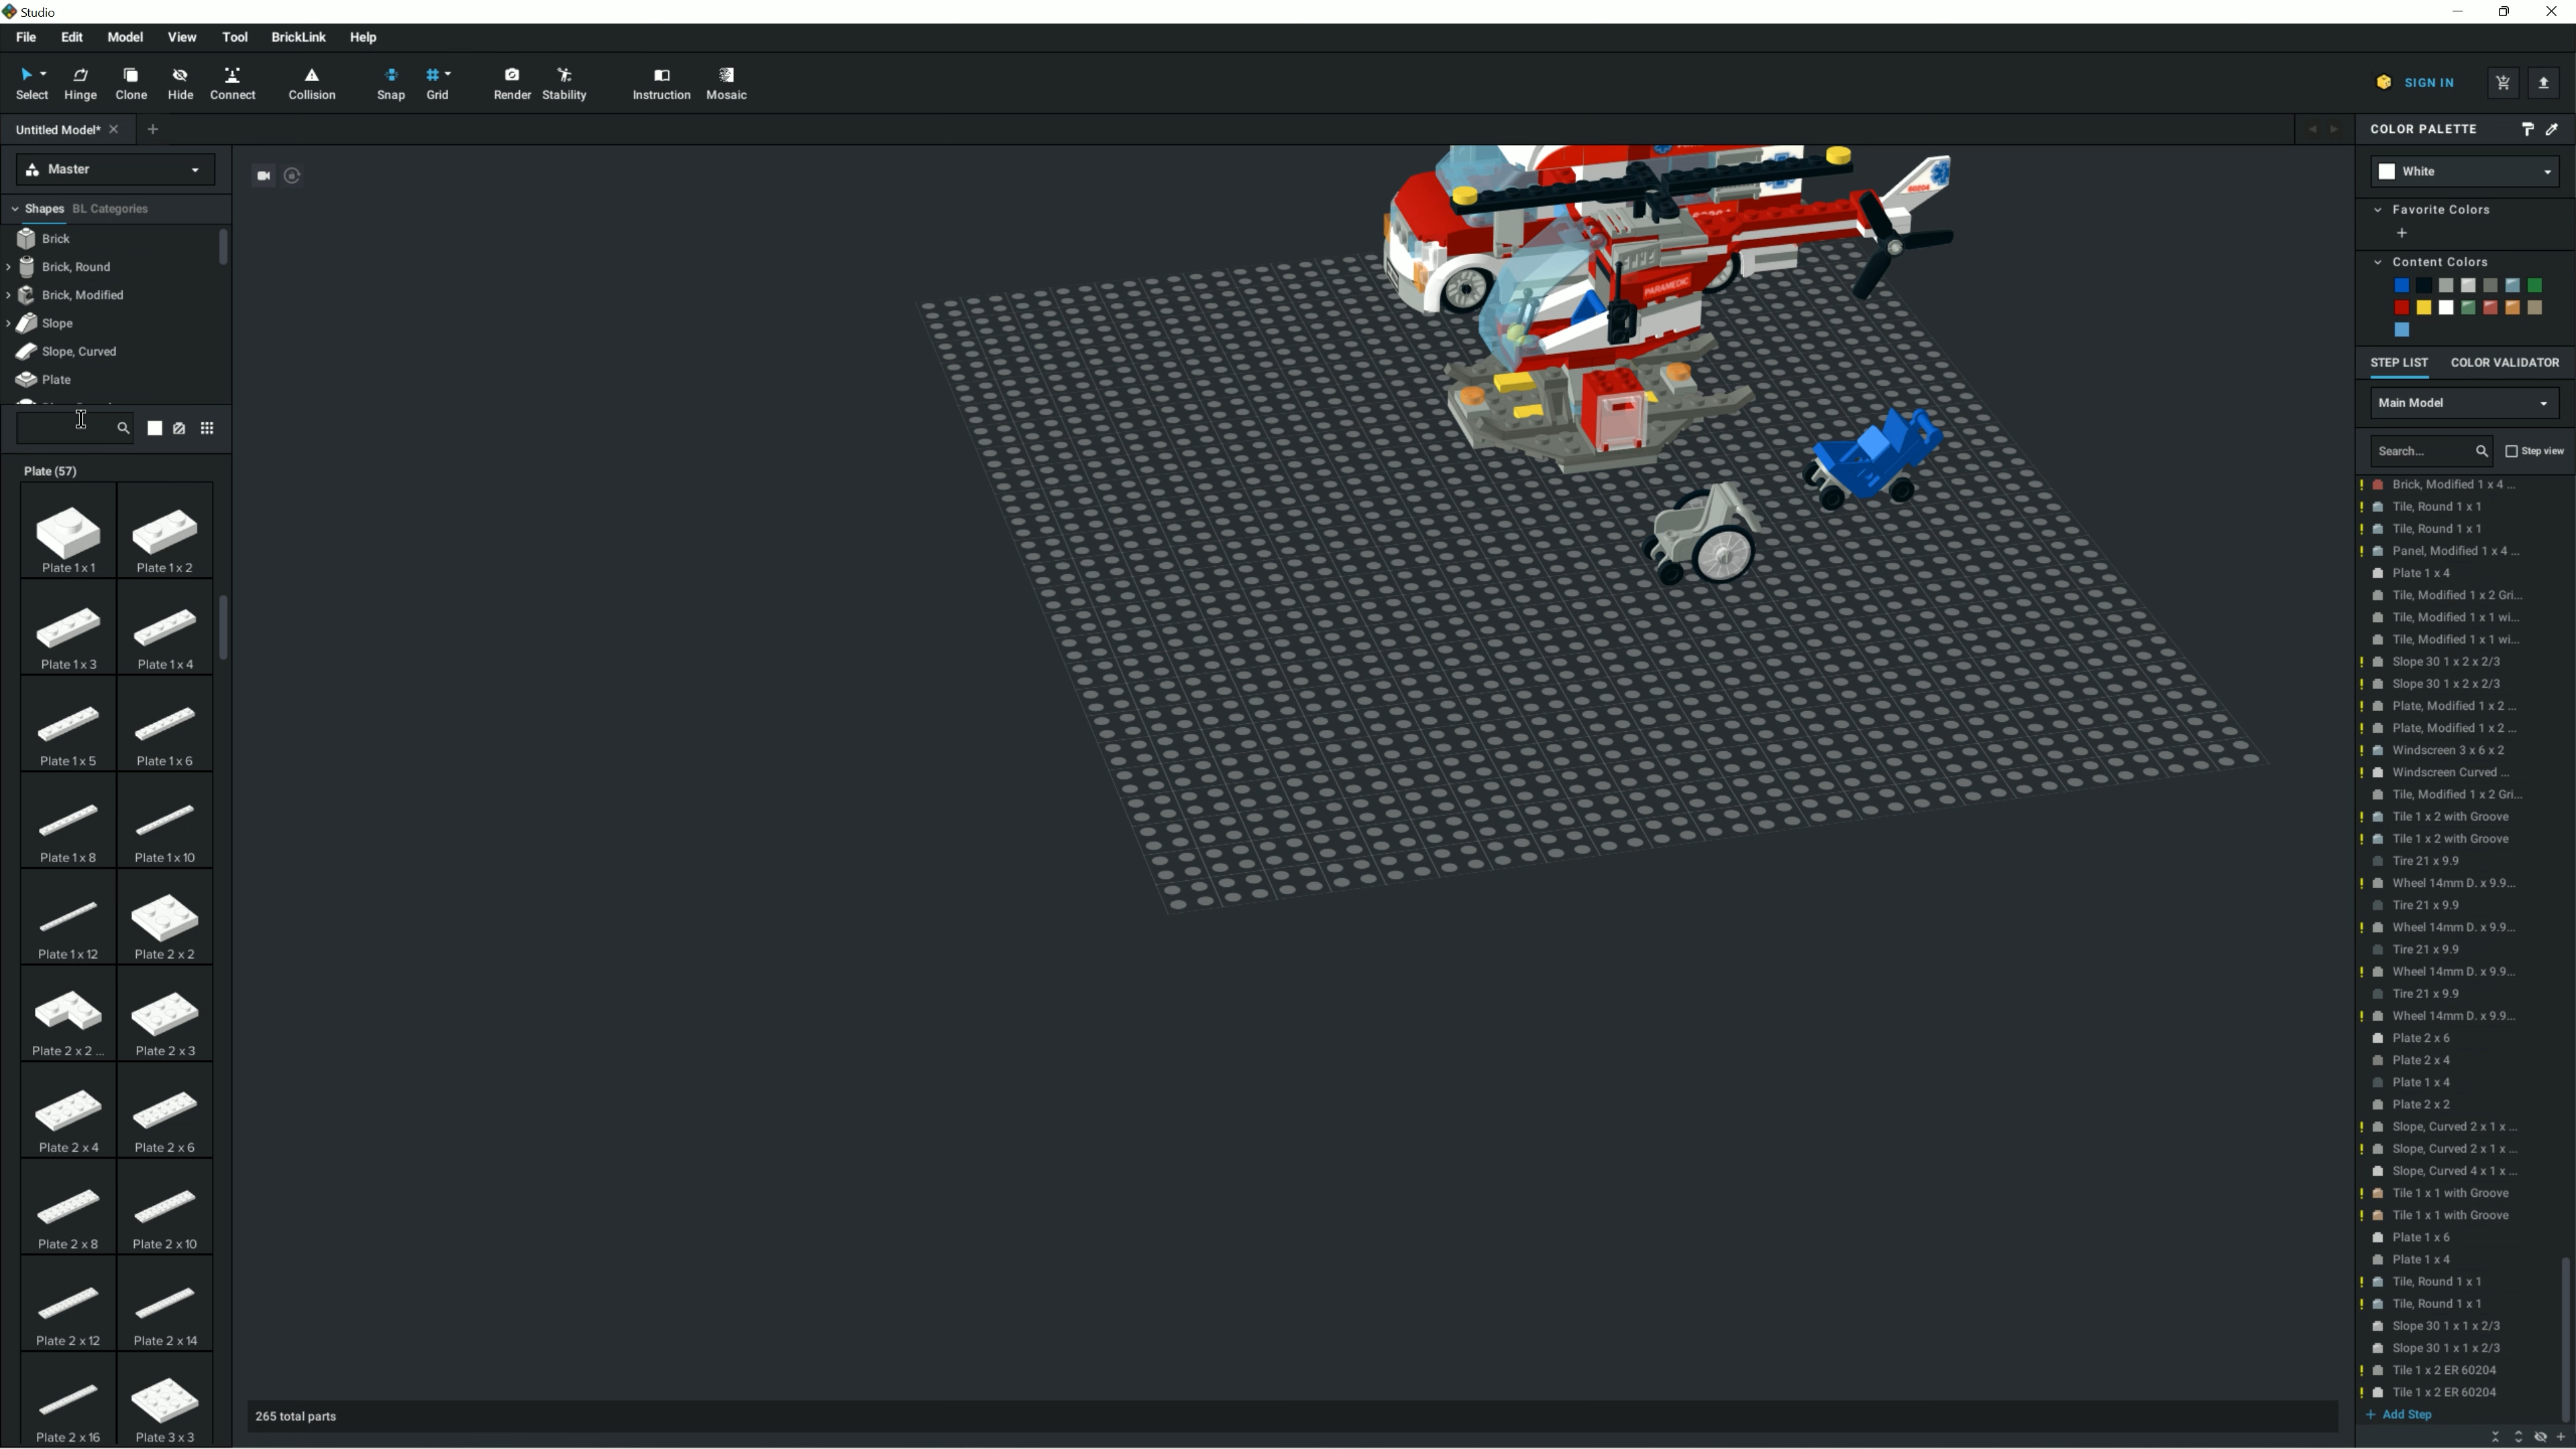 Studio
File Edit Model View Tool BrickLink Help
Select Hinge Clone Hide Connect Collision Snap Grid Render Stability Instruction Mosaic
SIGN IN
Untitled Model*
Master
Shapes BL Categories
Brick
Brick, Round
Brick, Modified
Slope
Slope, Curved
Plate
Plate (57)
Plate 1 x 1 Plate 1 x 2
Plate 1 x 3 Plate 1 x 4
Plate 1 x 5 Plate 1 x 6
Plate 1 x 8 Plate 1 x 10
Plate 1 x 12 Plate 2 x 2
Plate 2 x 2 ... Plate 2 x 3
Plate 2 x 4 Plate 2 x 6
Plate 2 x 8 Plate 2 x 10
Plate 2 x 12 Plate 2 x 14
Plate 2 x 16 Plate 3 x 3
PARAMEDIC
60204
265 total parts
COLOR PALETTE
White
Favorite Colors
+
Content Colors
STEP LIST COLOR VALIDATOR
Main Model
Search... Step view
! Brick, Modified 1 x 4 ...
! Tile, Round 1 x 1
! Tile, Round 1 x 1
! Panel, Modified 1 x 4 ...
Plate 1 x 4
Tile, Modified 1 x 2 Gri...
Tile, Modified 1 x 1 wi...
Tile, Modified 1 x 1 wi...
! Slope 30 1 x 2 x 2/3
! Slope 30 1 x 2 x 2/3
! Plate, Modified 1 x 2 ...
! Plate, Modified 1 x 2 ...
! Windscreen 3 x 6 x 2
! Windscreen Curved ...
Tile, Modified 1 x 2 Gri...
! Tile 1 x 2 with Groove
! Tile 1 x 2 with Groove
Tire 21 x 9.9
! Wheel 14mm D. x 9.9...
Tire 21 x 9.9
! Wheel 14mm D. x 9.9...
Tire 21 x 9.9
! Wheel 14mm D. x 9.9...
Tire 21 x 9.9
! Wheel 14mm D. x 9.9...
Plate 2 x 6
Plate 2 x 4
Plate 1 x 4
Plate 2 x 2
! Slope, Curved 2 x 1 x ...
! Slope, Curved 2 x 1 x ...
Slope, Curved 4 x 1 x ...
! Tile 1 x 1 with Groove
! Tile 1 x 1 with Groove
Plate 1 x 6
Plate 1 x 4
! Tile, Round 1 x 1
! Tile, Round 1 x 1
Slope 30 1 x 1 x 2/3
Slope 30 1 x 1 x 2/3
! Tile 1 x 2 ER 60204
! Tile 1 x 2 ER 60204
+ Add Step